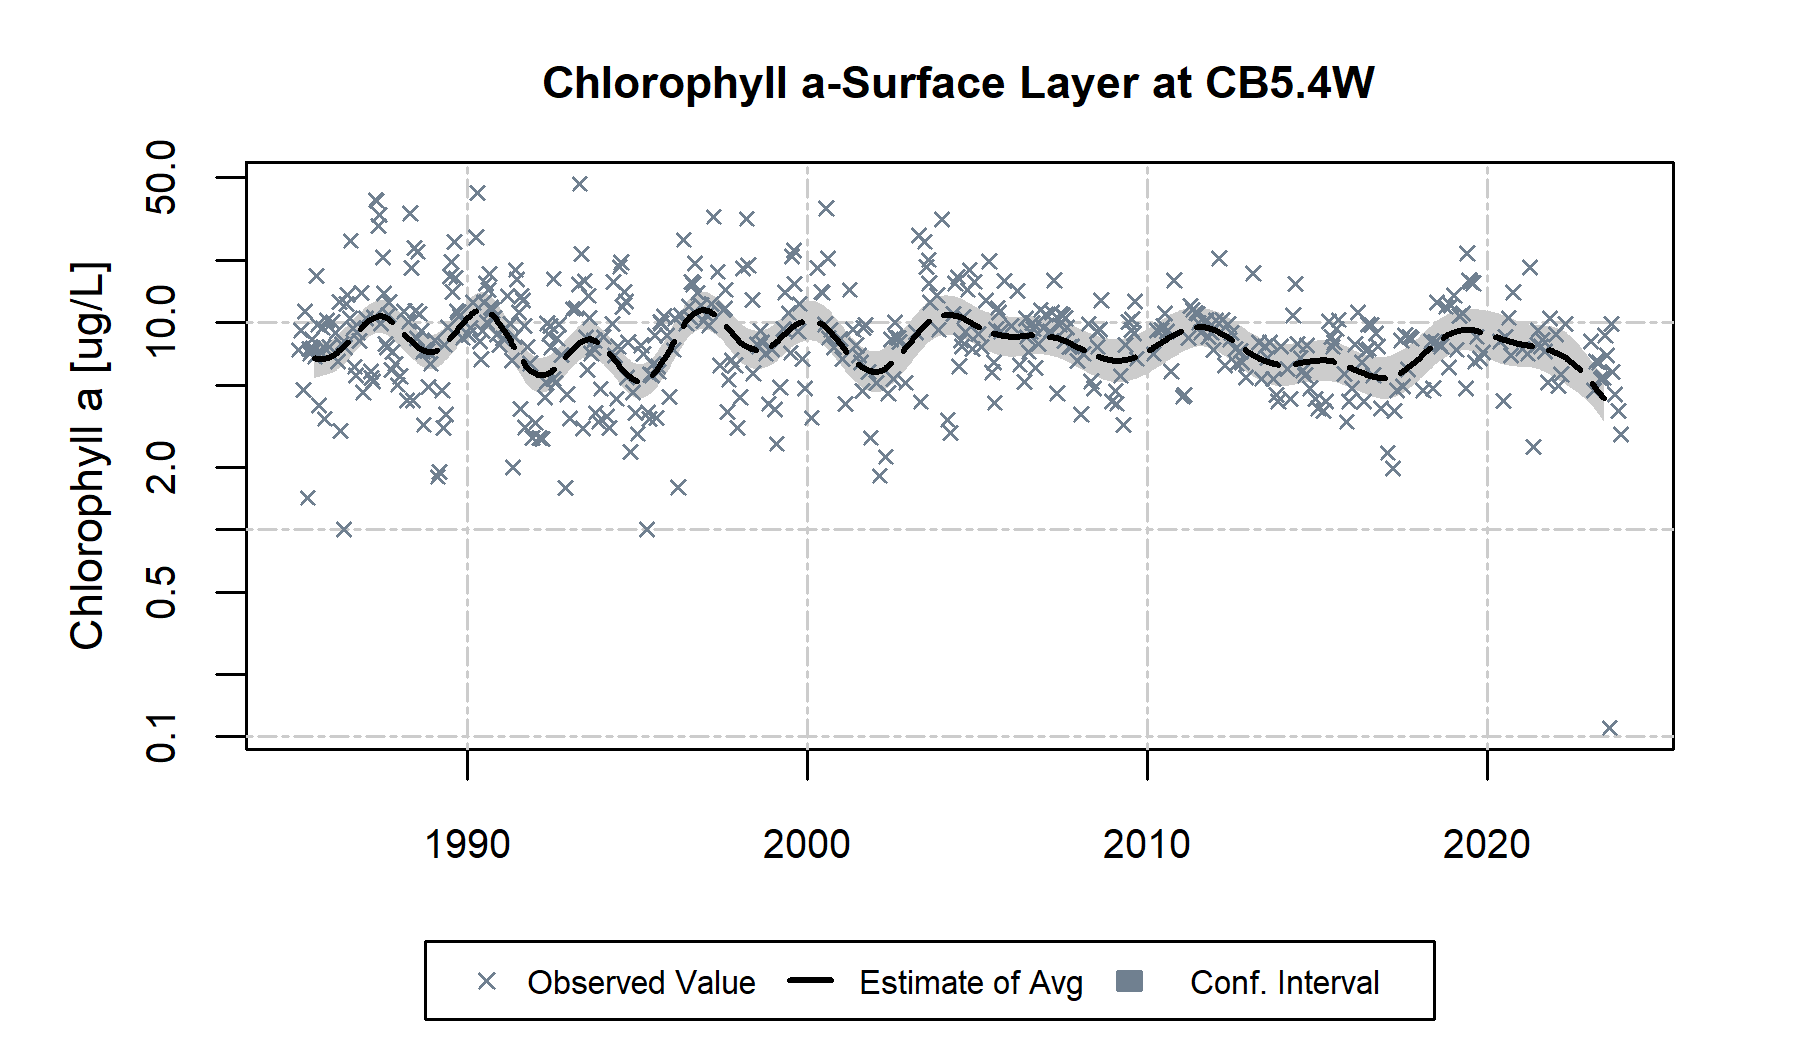 Chlorophyll a-Surface Layer at CB5.4W
Chlorophyll a [ug/L]
50.0
10.0
2.0
0.5
0.1
1990 2000 2010 2020
Observed Value Estimate of Avg Conf. Interval